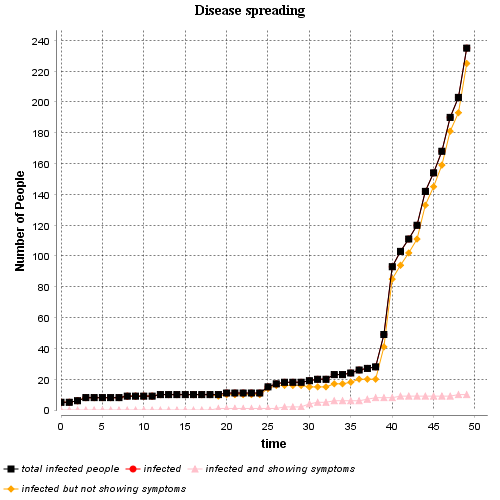 Disease spreading
Number of People
240
220
200
180
160
140
120
100
80
60
40
20
0
0 5 10 15 20 25 30 35 40 45 50
time
total infected people infected infected and showing symptoms
infected but not showing symptoms